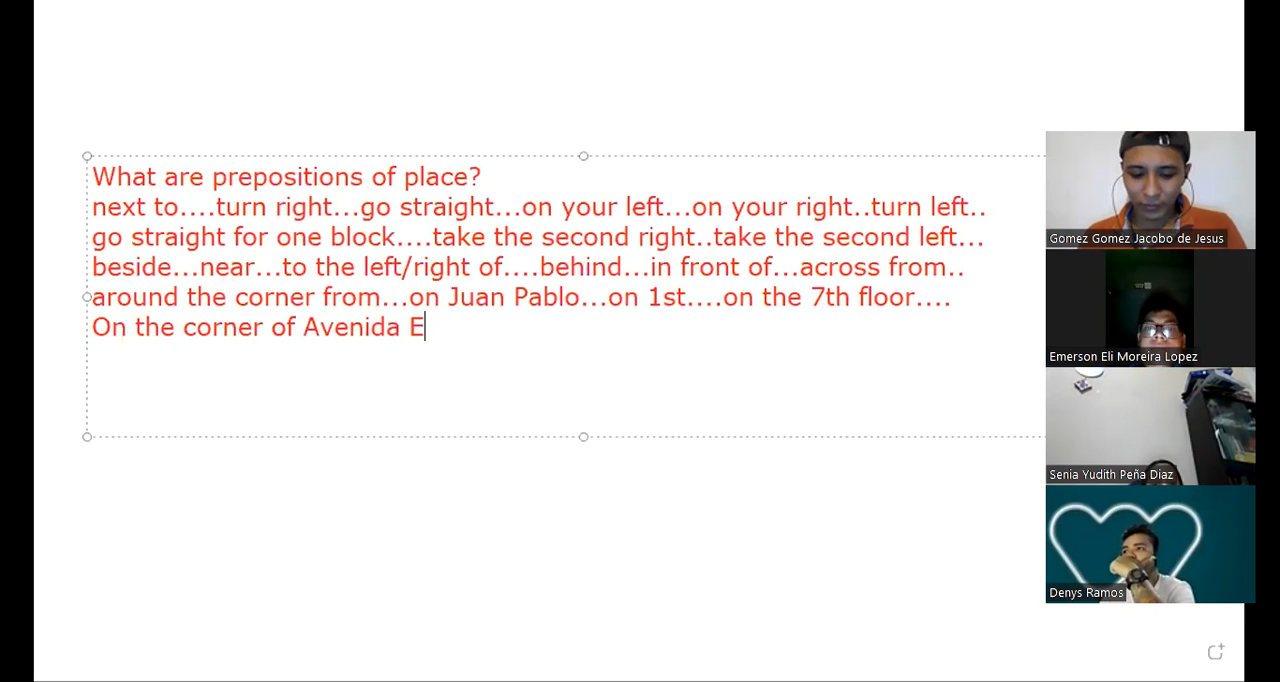 What are prepositions of place?
next to....turn right...go straight...on your left...on your right..turn left..
go straight for one block....take the second right..take the second left...
beside...near...to the left/right of....behind...in front of...across from..
around the corner from...on Juan Pablo...on 1st....on the 7th floor....
On the corner of Avenida E
Gomez Gomez Jacobo de Jesus
Emerson Eli Moreira Lopez
Senia Yudith Peña Diaz
Denys Ramos